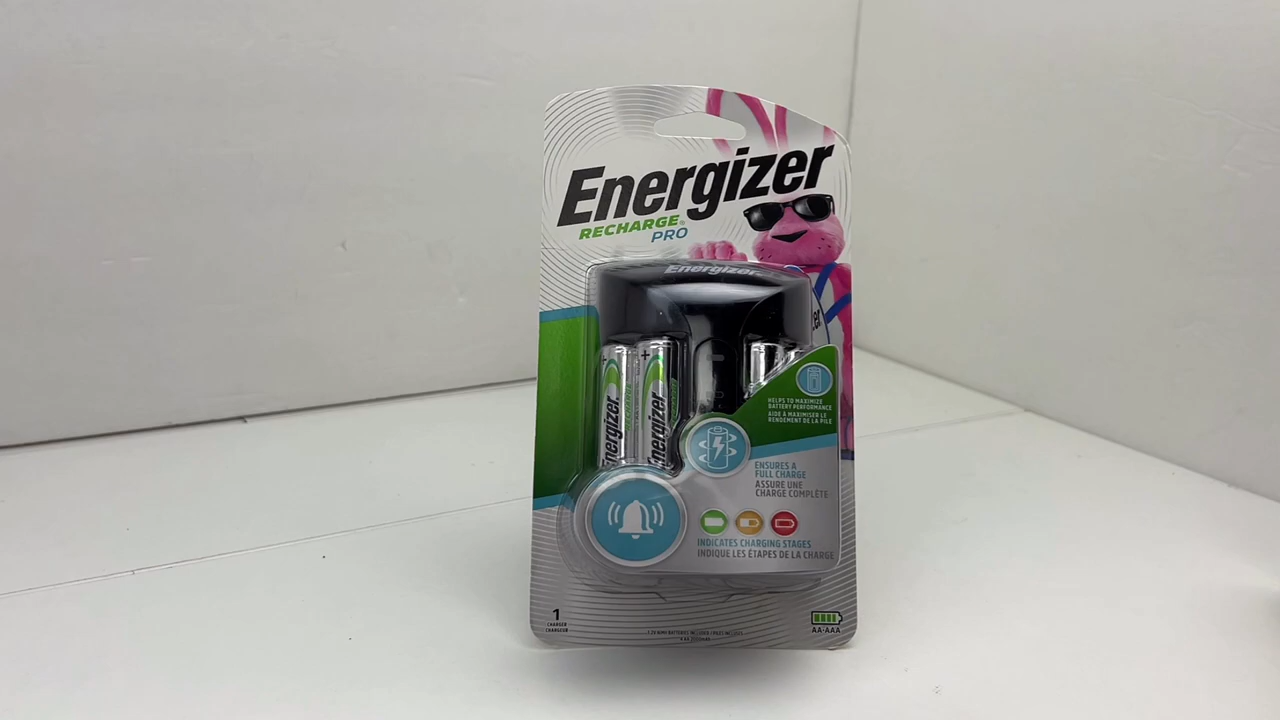 Energizer
RECHARGE®
PRO
Energizer
Energizer
Energizer
HELPS TO MAXIMIZE
BATTERY PERFORMANCE
AIDE À MAXIMISER LE
RENDEMENT DE LA PILE
ENSURES A
FULL CHARGE
ASSURE UNE
CHARGE COMPLÈTE
INDICATES CHARGING STAGES
INDIQUE LES ÉTAPES DE LA CHARGE
1
CHARGER
CHARGEUR
AA•AAA